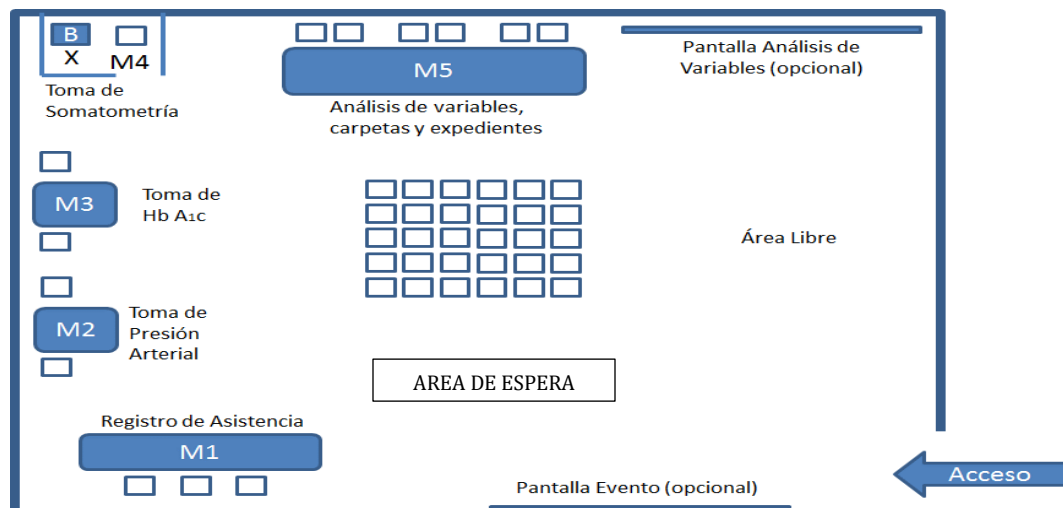 B
X
M4
Toma de
Somatometría
M5
Análisis de variables,
carpetas y expedientes
Pantalla Análisis de
Variables (opcional)
M3
Toma de
Hb A1c
Área Libre
M2
Toma de
Presión
Arterial
AREA DE ESPERA
Registro de Asistencia
M1
Acceso
Pantalla Evento (opcional)